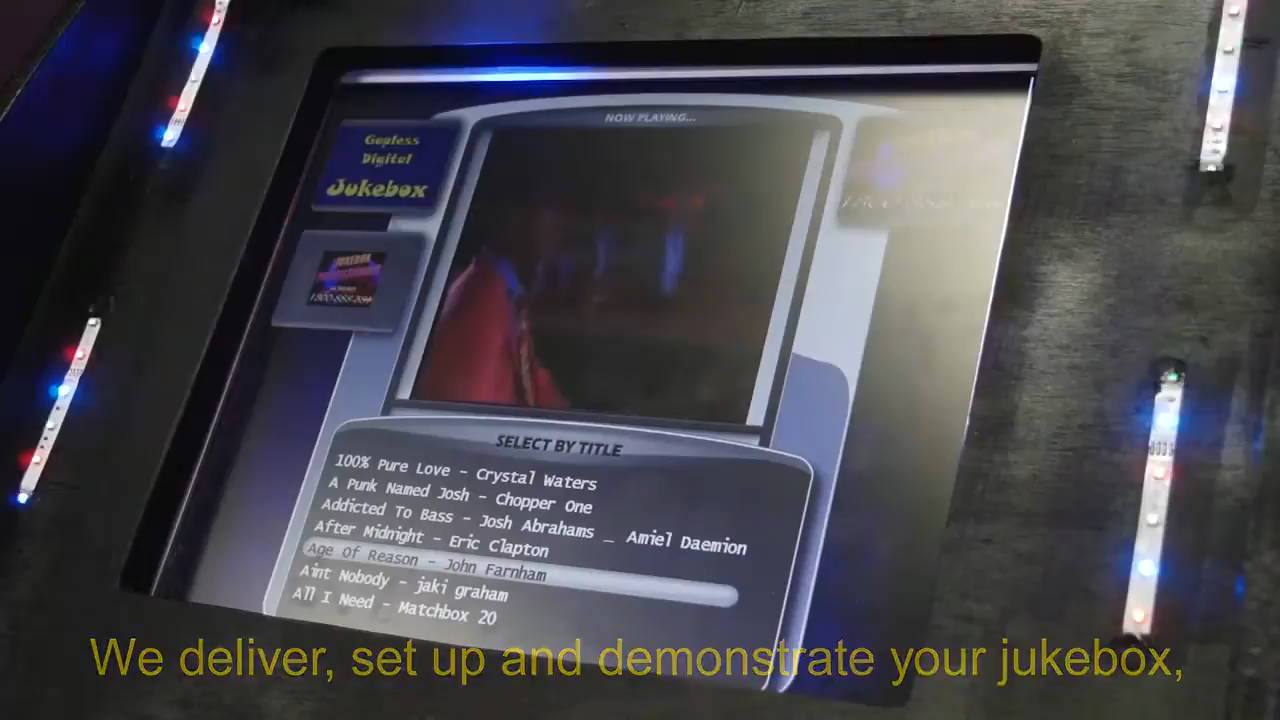 NOW PLAYING...
Gapless
Digital
Jukebox
JUKEBOX
SELECT BY TITLE
100% Pure Love - Crystal Waters
A Punk Named Josh - Chopper One
Addicted To Bass - Josh Abrahams _ Amiel Daemion
After Midnight - Eric Clapton
Age Of Reason - John Farnham
Aint Nobody - jaki graham
All I Need - Matchbox 20
We deliver, set up and demonstrate your jukebox,